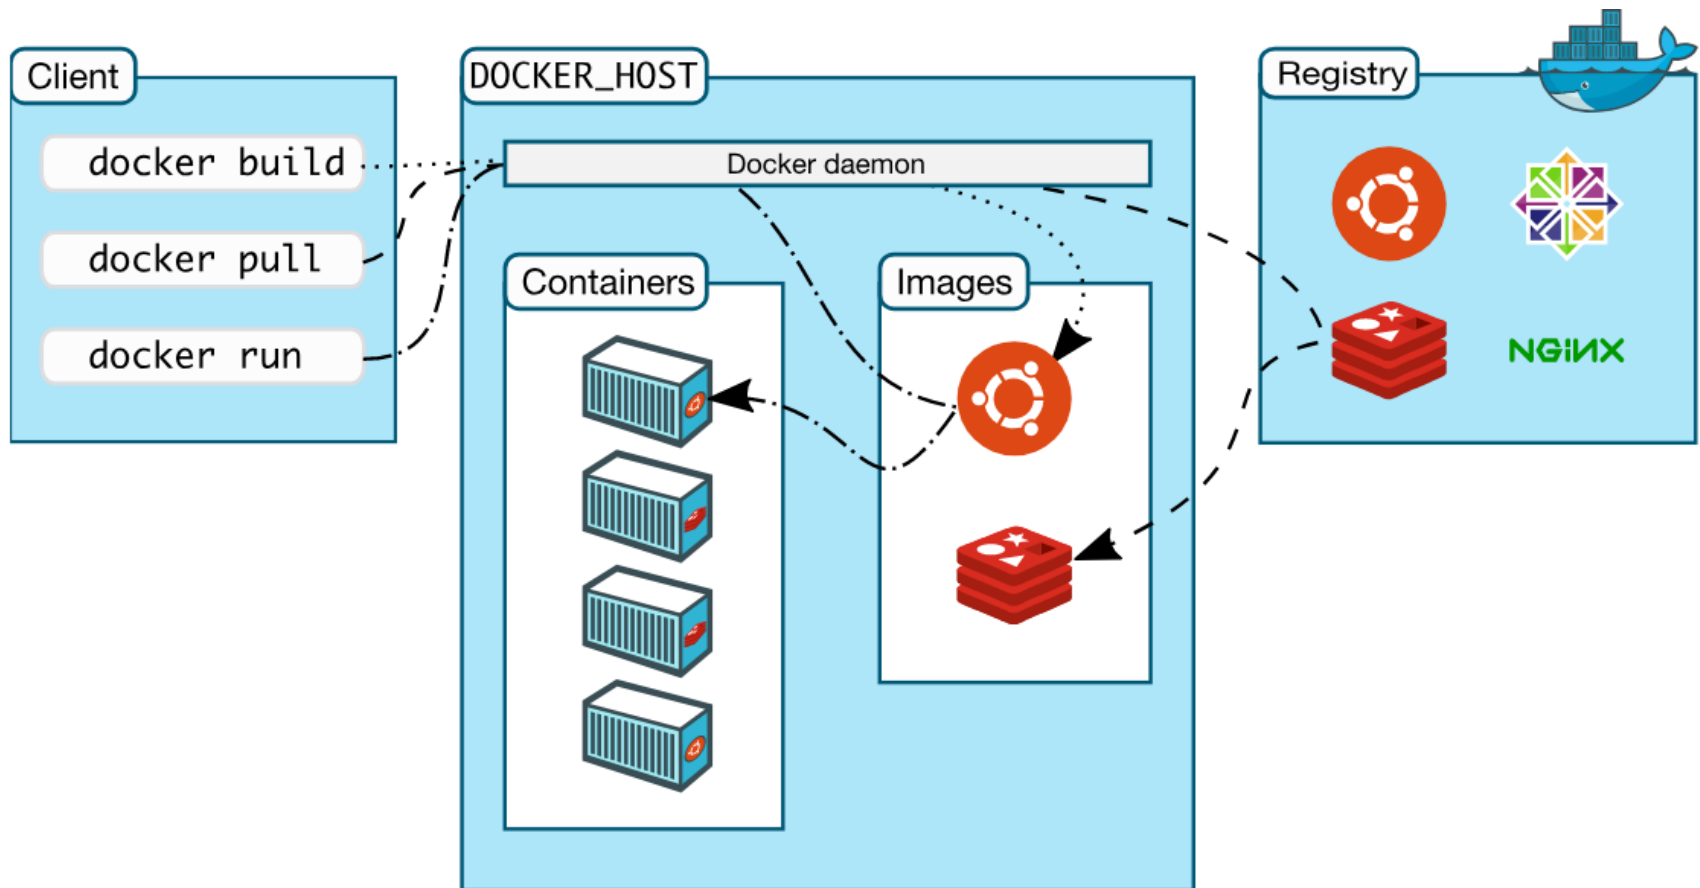 Client
docker build
docker pull
docker run
DOCKER_HOST
Docker daemon
Containers
Images
Registry
NGiNX